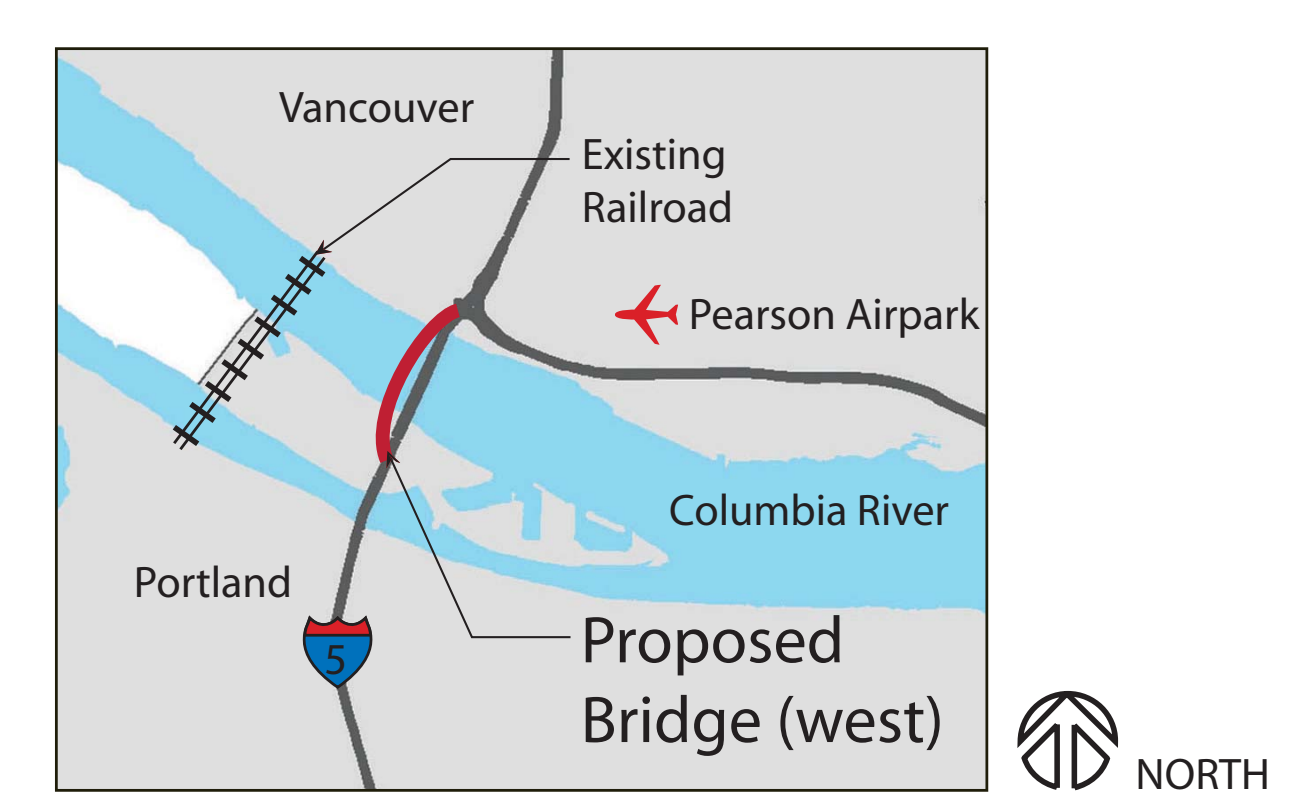 Vancouver
Existing
Railroad
Pearson Airpark
Columbia River
Portland
5
Proposed
Bridge (west)
NORTH